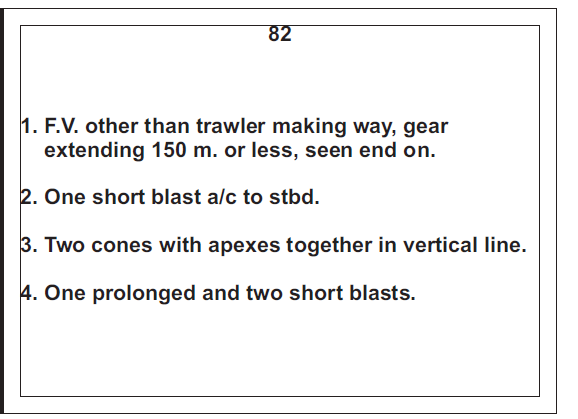 82
1. F.V. other than trawler making way, gear
extending 150 m. or less, seen end on.
2. One short blast a/c to stbd.
3. Two cones with apexes together in vertical line.
4. One prolonged and two short blasts.